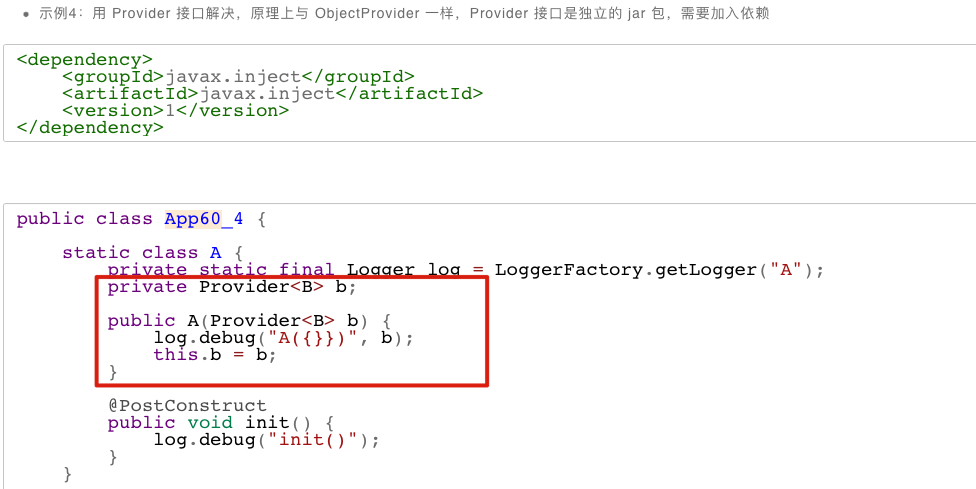 • 示例4：用 Provider 接口解决，原理上与 ObjectProvider 一样，Provider 接口是独立的 jar 包，需要加入依赖
<dependency>
    <groupId>javax.inject</groupId>
    <artifactId>javax.inject</artifactId>
    <version>1</version>
</dependency>
public class App60_4 {
    static class A {
        private static final Logger log = LoggerFactory.getLogger("A");
        private Provider<B> b;
        public A(Provider<B> b) {
            log.debug("A({}})", b);
            this.b = b;
        }
        @PostConstruct
        public void init() {
            log.debug("init()");
        }
    }